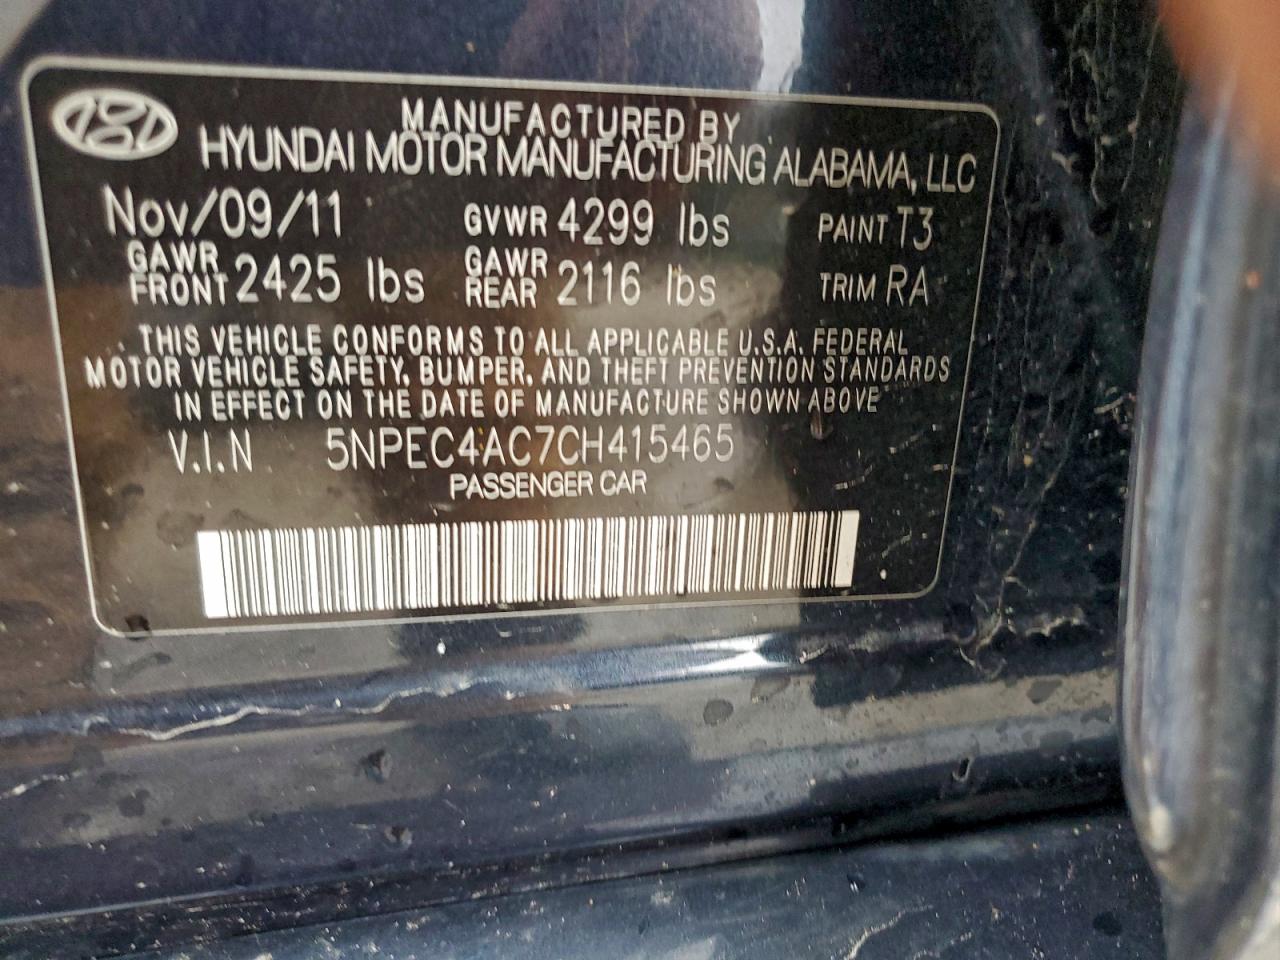 MANUFACTURED BY
HYUNDAI MOTOR MANUFACTURING ALABAMA, LLC
Nov/09/11 GVWR 4299 lbs PAINT T3
GAWR FRONT 2425 lbs GAWR REAR 2116 lbs TRIM RA
THIS VEHICLE CONFORMS TO ALL APPLICABLE U.S.A. FEDERAL
MOTOR VEHICLE SAFETY, BUMPER, AND THEFT PREVENTION STANDARDS
IN EFFECT ON THE DATE OF MANUFACTURE SHOWN ABOVE
V.I.N 5NPEC4AC7CH415465
PASSENGER CAR